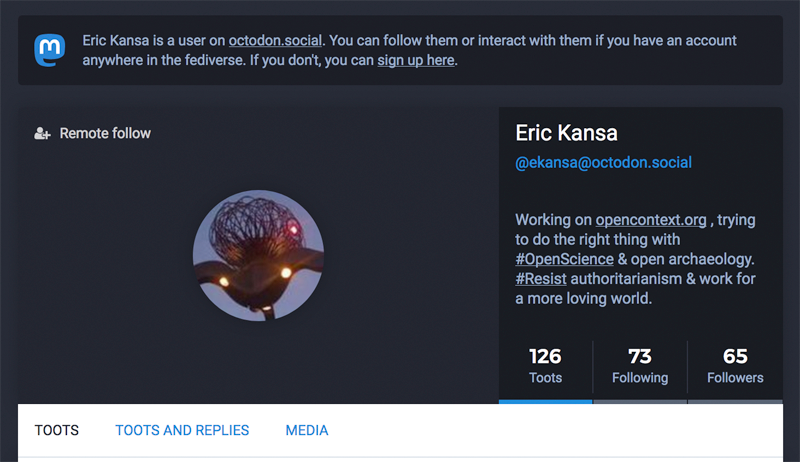 Eric Kansa is a user on octodon.social. You can follow them or interact with them if you have an account
anywhere in the fediverse. If you don't, you can sign up here.
Remote follow
Eric Kansa
@ekansa@octodon.social
Working on opencontext.org , trying
to do the right thing with
#OpenScience & open archaeology.
#Resist authoritarianism & work for
a more loving world.
126 73 65
Toots Following Followers
TOOTS TOOTS AND REPLIES MEDIA